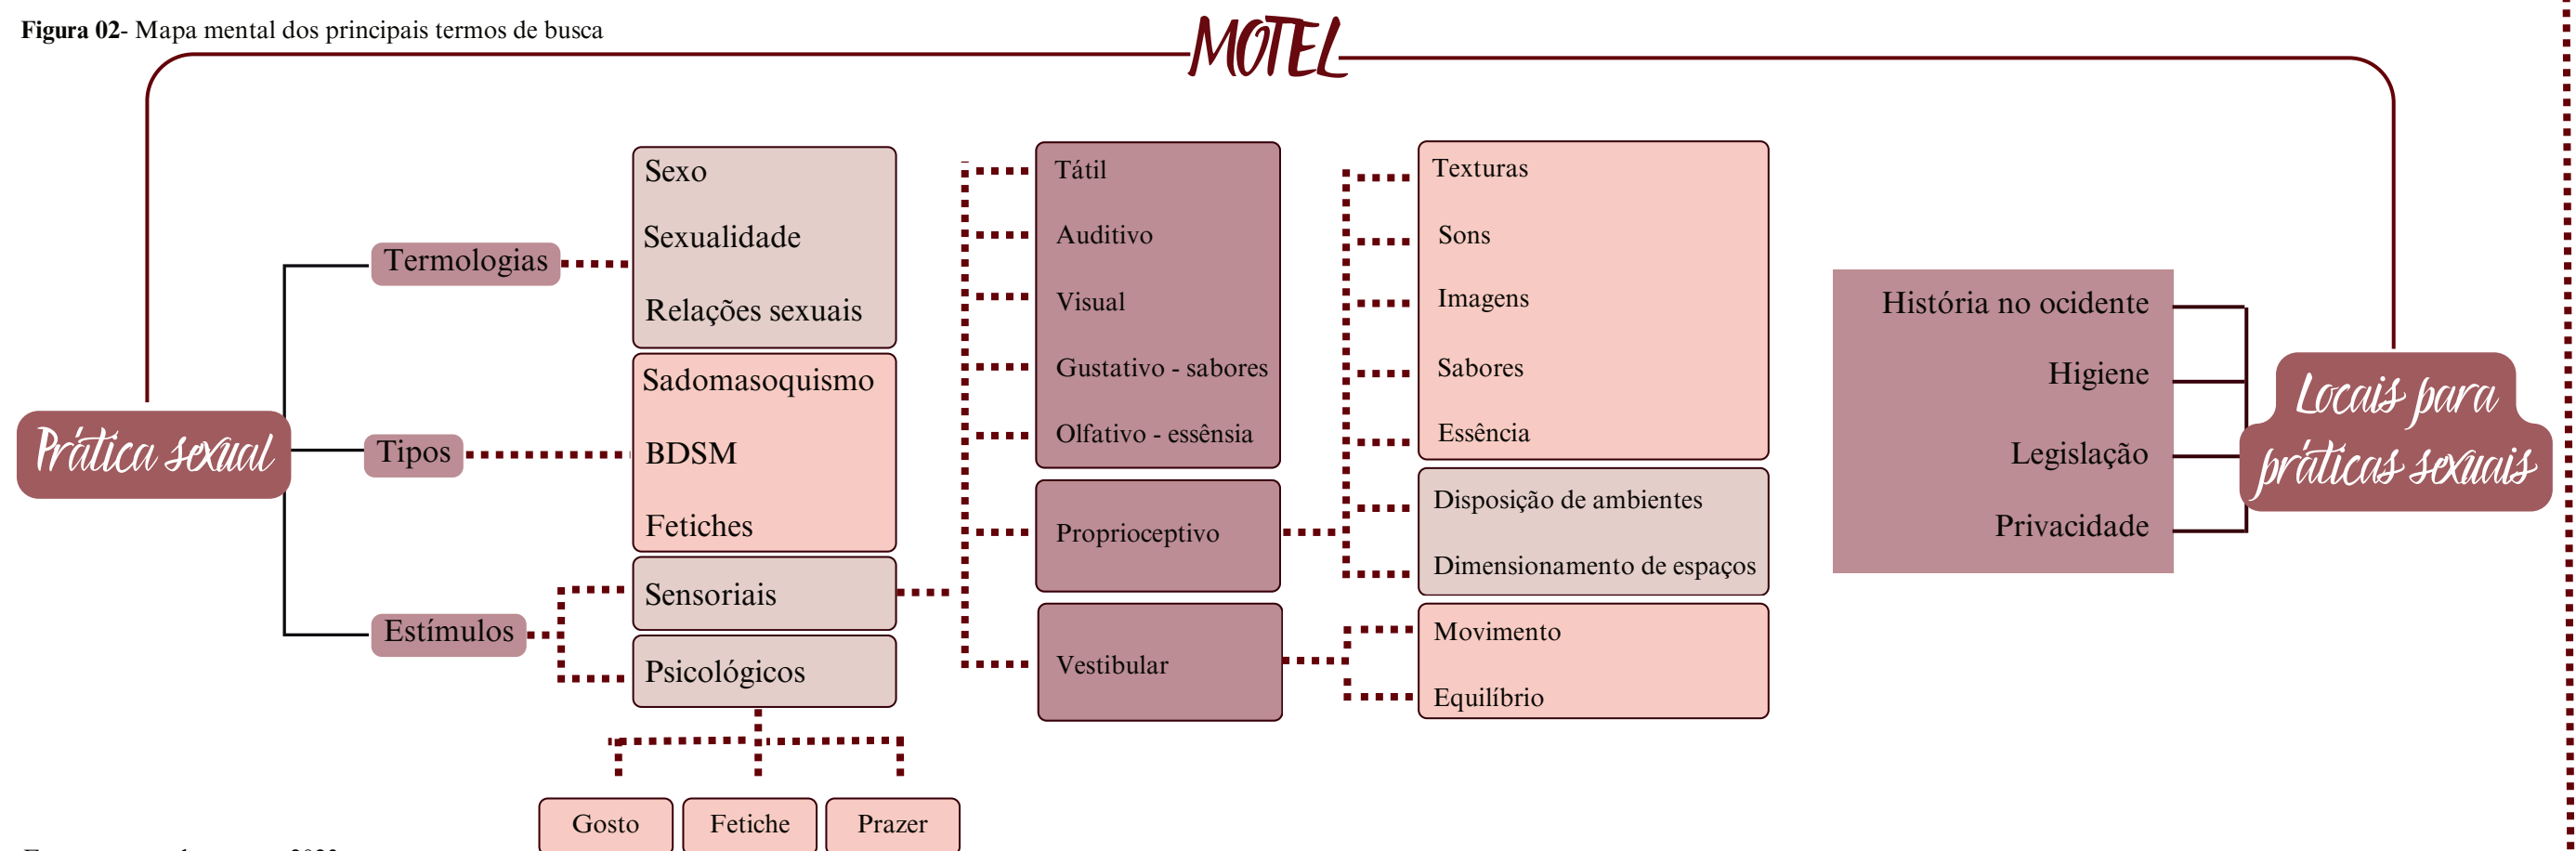 Figura 02- Mapa mental dos principais termos de busca
MOTEL
Prática sexual
Termologias
Tipos
Estímulos
Sexo
Sexualidade
Relações sexuais
Sadomasoquismo
BDSM
Fetiches
Sensoriais
Psicológicos
Gosto
Fetiche
Prazer
Tátil
Auditivo
Visual
Gustativo - sabores
Olfativo - essênsia
Proprioceptivo
Vestibular
Texturas
Sons
Imagens
Sabores
Essência
Disposição de ambientes
Dimensionamento de espaços
Movimento
Equilíbrio
História no ocidente
Higiene
Legislação
Privacidade
Locais para
práticas sexuais